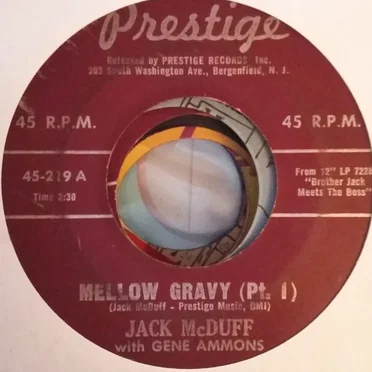 Prestige
Released by PRESTIGE RECORDS Inc.
203 South Washington Ave., Bergenfield, N. J.
45 R.P.M.
45 R.P.M.
45-219 A
Time 2:30
From 12" LP 7228
"Brother Jack
Meets The Boss"
MELLOW GRAVY (Pt. 1)
(Jack McDuff - Prestige Music, BMI)
JACK McDUFF
with GENE AMMONS